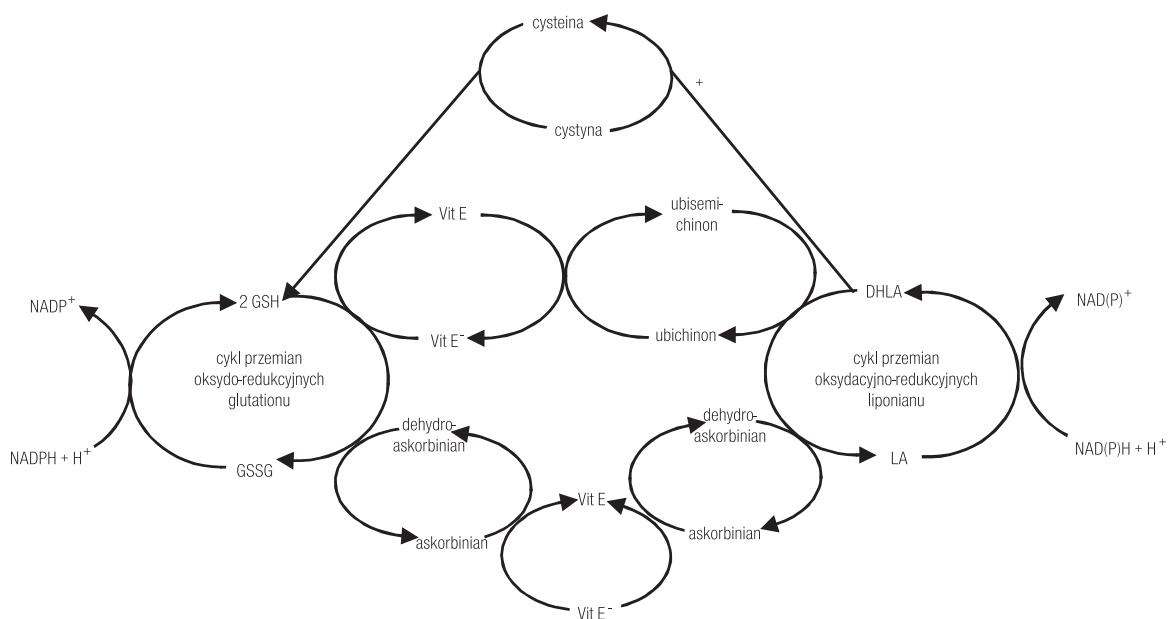 cysteina
+
cystyna
Vit E
ubisemi-
chinon
NADP+
2 GSH
DHLA
NAD(P)+
Vit E-
ubichinon
cykl przemian
oksydo-redukcyjnych
glutationu
cykl przemian
oksydacyjno-redukcyjnych
liponianu
dehydro-
askorbinian
dehydro-
askorbinian
NADPH + H+
GSSG
LA
NAD(P)H + H+
Vit E
askorbinian
askorbinian
Vit E-